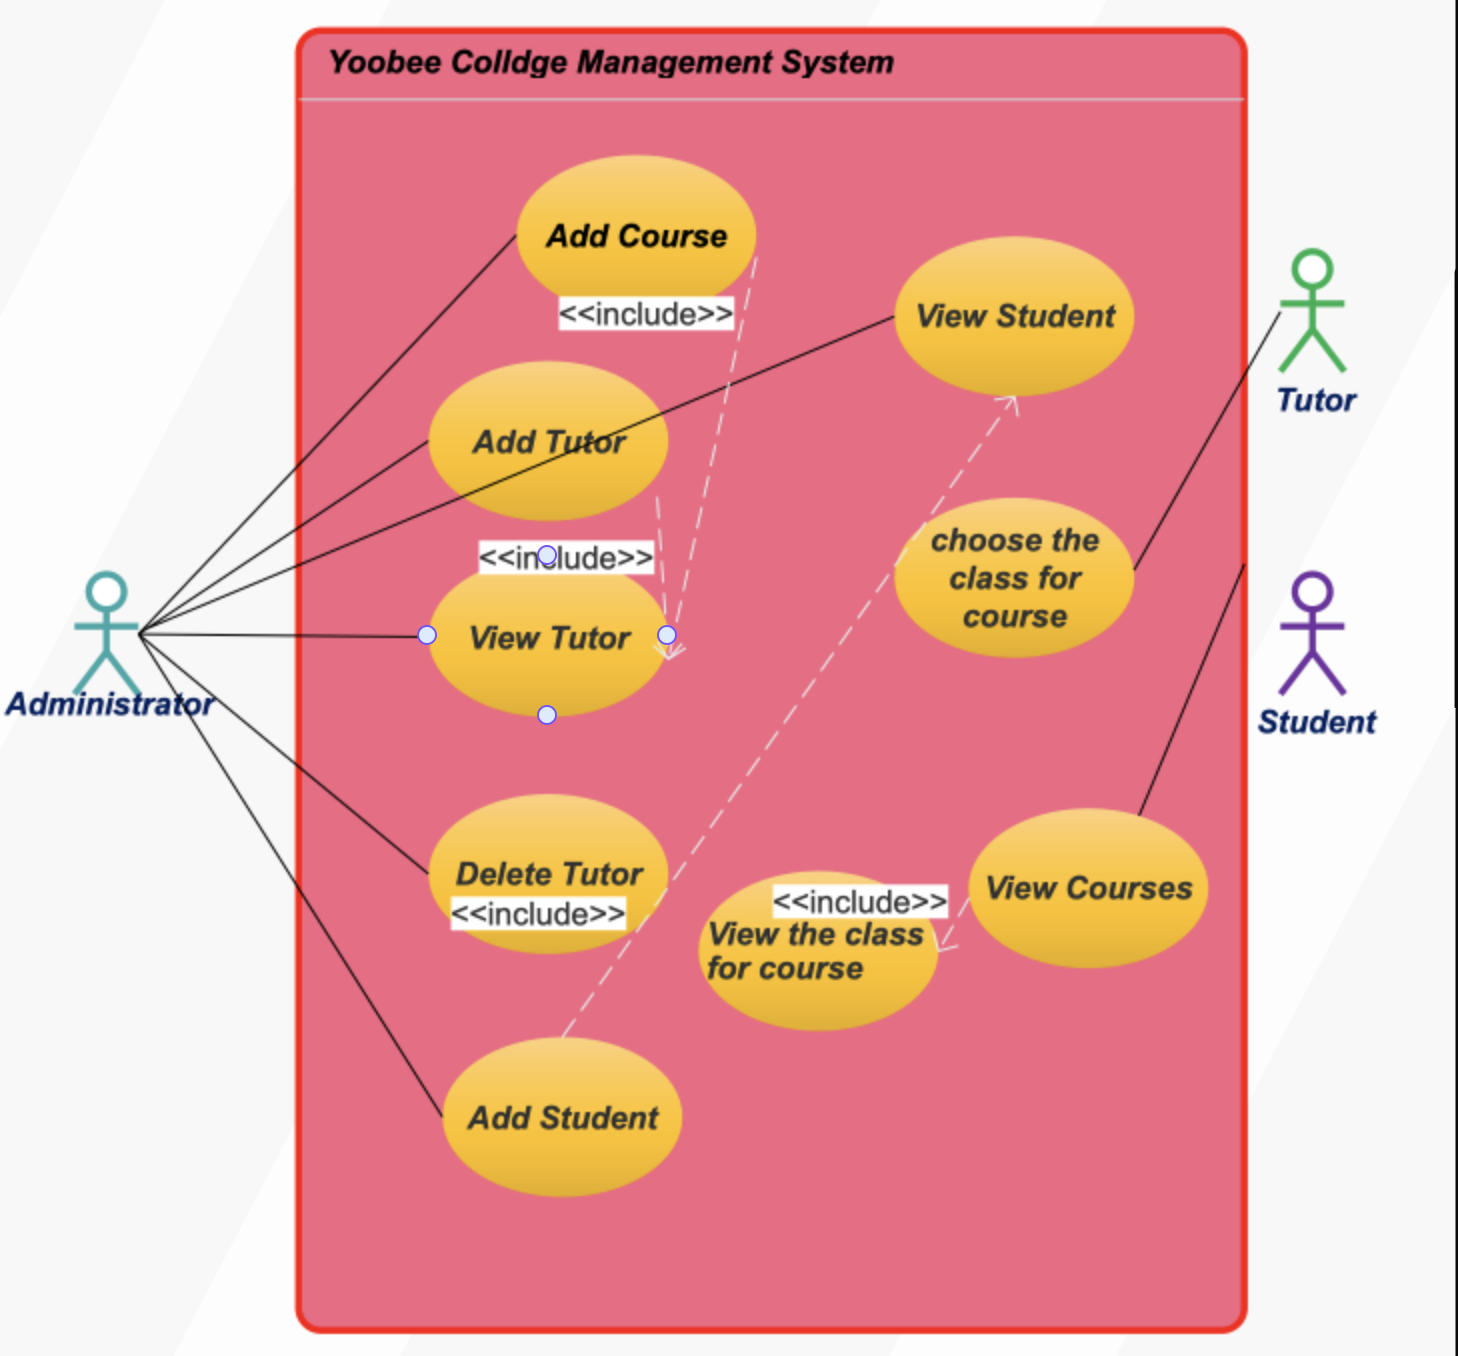 Yoobee Colldge Management System
Add Course
<<include>>
View Student
Tutor
Add Tutor
<<include>>
choose the
class for
course
View Tutor
Administrator
Student
Delete Tutor
<<include>>
View Courses
<<include>>
View the class
for course
Add Student